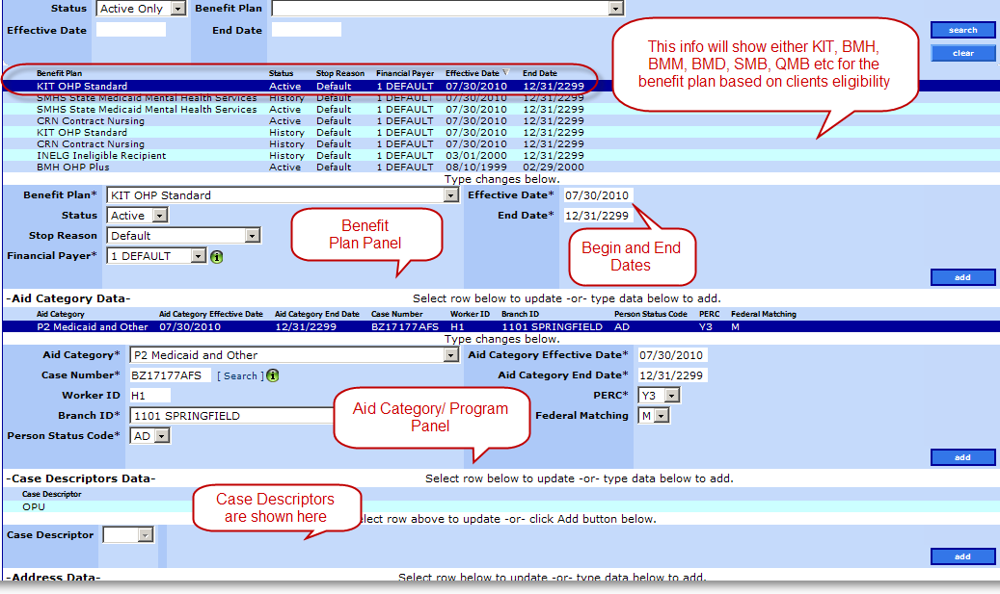 Status Active Only Benefit Plan
Effective Date End Date
search
clear
This info will show either KIT, BMH,
BMM, BMD, SMB, QMB etc for the
benefit plan based on clients eligibility
Benefit Plan Status Stop Reason Financial Payer Effective Date End Date
KIT OHP Standard Active Default 1 DEFAULT 07/30/2010 12/31/2299
SMHS State Medicaid Mental Health Services History Default 1 DEFAULT 07/30/2010 12/31/2299
SMHS State Medicaid Mental Health Services Active Default 1 DEFAULT 07/30/2010 12/31/2299
CRN Contract Nursing Active Default 1 DEFAULT 07/30/2010 12/31/2299
KIT OHP Standard History Default 1 DEFAULT 07/30/2010 12/31/2299
CRN Contract Nursing History Default 1 DEFAULT 07/30/2010 12/31/2299
INELG Ineligible Recipient History Default 1 DEFAULT 03/01/2000 12/31/2299
BMH OHP Plus Active Default 1 DEFAULT 08/10/1999 02/29/2000
Type changes below.
Benefit Plan* KIT OHP Standard Effective Date* 07/30/2010
Status Active End Date* 12/31/2299
Stop Reason Default
Financial Payer* 1 DEFAULT
Benefit
Plan Panel
Begin and End
Dates
add
-Aid Category Data- Select row below to update -or- type data below to add.
Aid Category Aid Category Effective Date Aid Category End Date Case Number Worker ID Branch ID Person Status Code PERC Federal Matching
P2 Medicaid and Other 07/30/2010 12/31/2299 BZ17177AFS H1 1101 SPRINGFIELD AD Y3 M
Type changes below.
Aid Category* P2 Medicaid and Other Aid Category Effective Date* 07/30/2010
Case Number* BZ17177AFS [ Search ] Aid Category End Date* 12/31/2299
Worker ID H1 PERC* Y3
Branch ID* 1101 SPRINGFIELD Federal Matching M
Person Status Code* AD
Aid Category/ Program
Panel
add
-Case Descriptors Data- Select row below to update -or- type data below to add.
Case Descriptor
OPU
Case Descriptors
are shown here
row above to update -or- click Add button below.
Case Descriptor
add
-Address Data- Select row below to update -or- type data below to add.